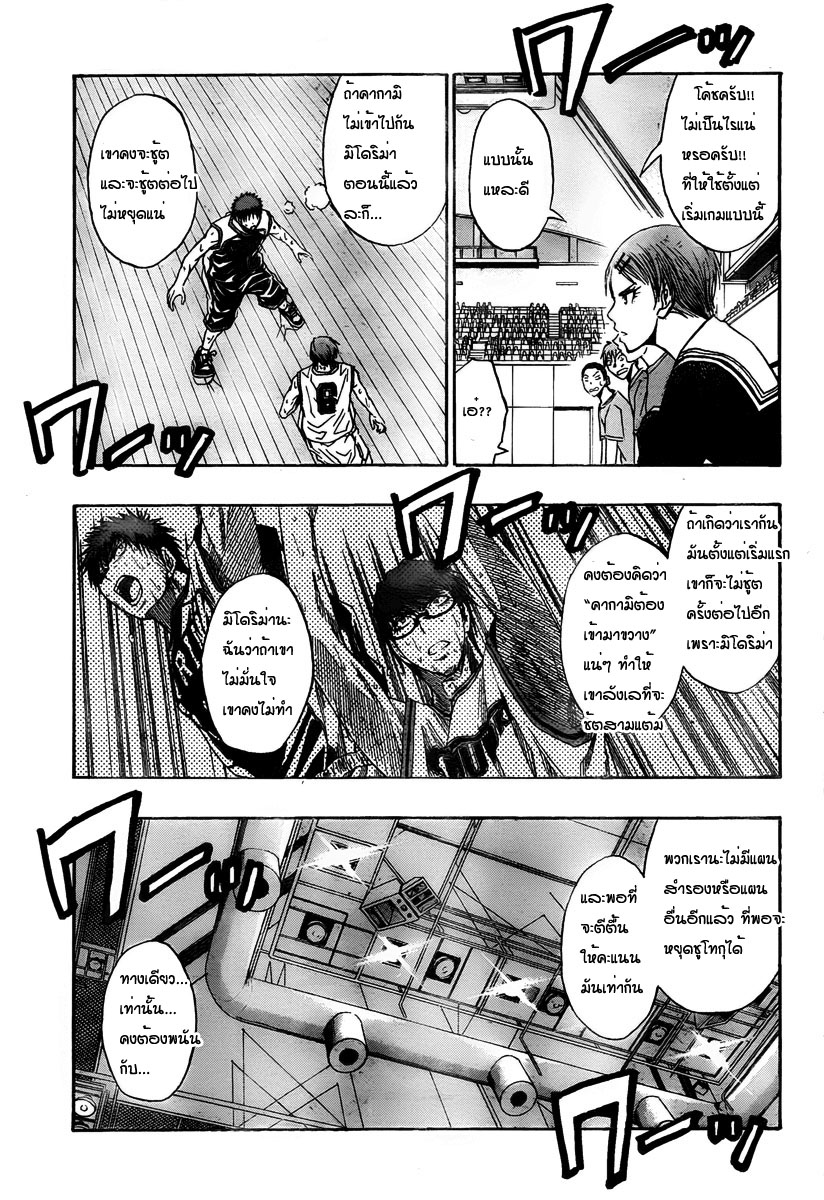 ワーッ
โค้ชครับ!!
ไม่เป็นไรแน่
หรอครับ!!
ที่ให้ใช้ตั้งแต่
เริ่มเกมแบบนี้
แบบนั้น
แหละดี
เอ๋??
ถ้าคากามิ
ไม่เข้าไปกัน
มิโดริม่า
ตอนนี้แล้ว
ละก็...
เขาคงจะชู้ต
และจะชู้ตต่อไป
ไม่หยุดแน่
ワーッ
ワーッ
ถ้าเกิดว่าเรากัน
มันตั้งแต่เริ่มแรก
เขาก็จะไม่ชู้ต
ครั้งต่อไปอีก
เพราะมิโดริม่า
คงต้องคิดว่า
"คากามิต้อง
เข้ามาขวาง"
แน่ๆ ทำให้
เขาลังเลที่จะ
ชู้ตสามแต้ม
มิโดริม่านะ
ฉันว่าถ้าเขา
ไม่มั่นใจ
เขาคงไม่ทำ
ワーッ
พวกเรานะไม่มีแผน
สำรองหรือแผน
อื่นอีกแล้ว ที่พอจะ
หยุดชูโทกุได้
และพอที่
จะตีตื้น
ให้คะแนน
มันเท่ากัน
ทางเดียว...
เท่านั้น...
คงต้องพนัน
กับ...
ワーッ